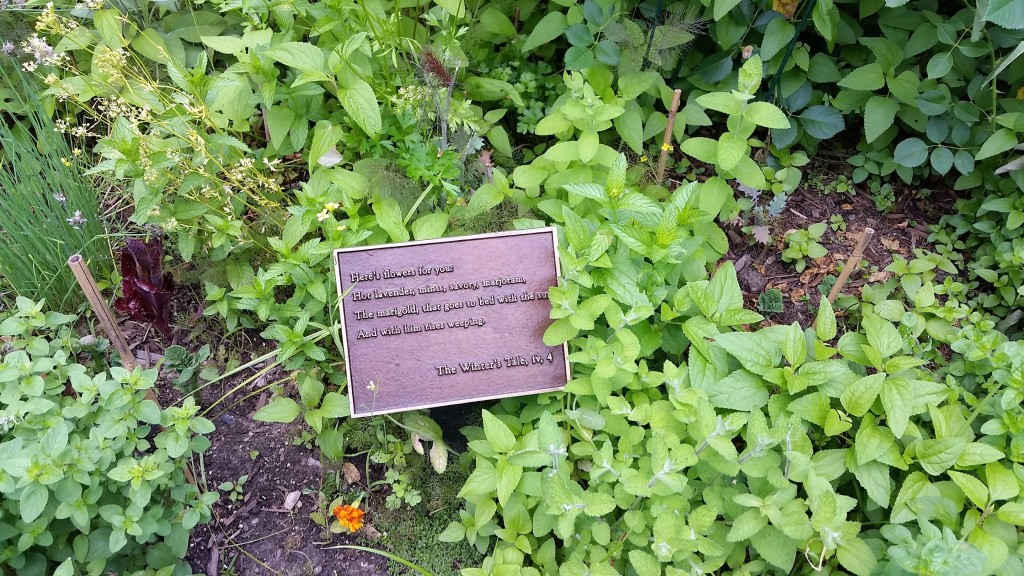 Here's flowers for you:
Hot lavender, mints, savory, marjoram,
The marigold, that goes to bed with the
And with him rises weeping.
The Winter's Tale, iv, 4